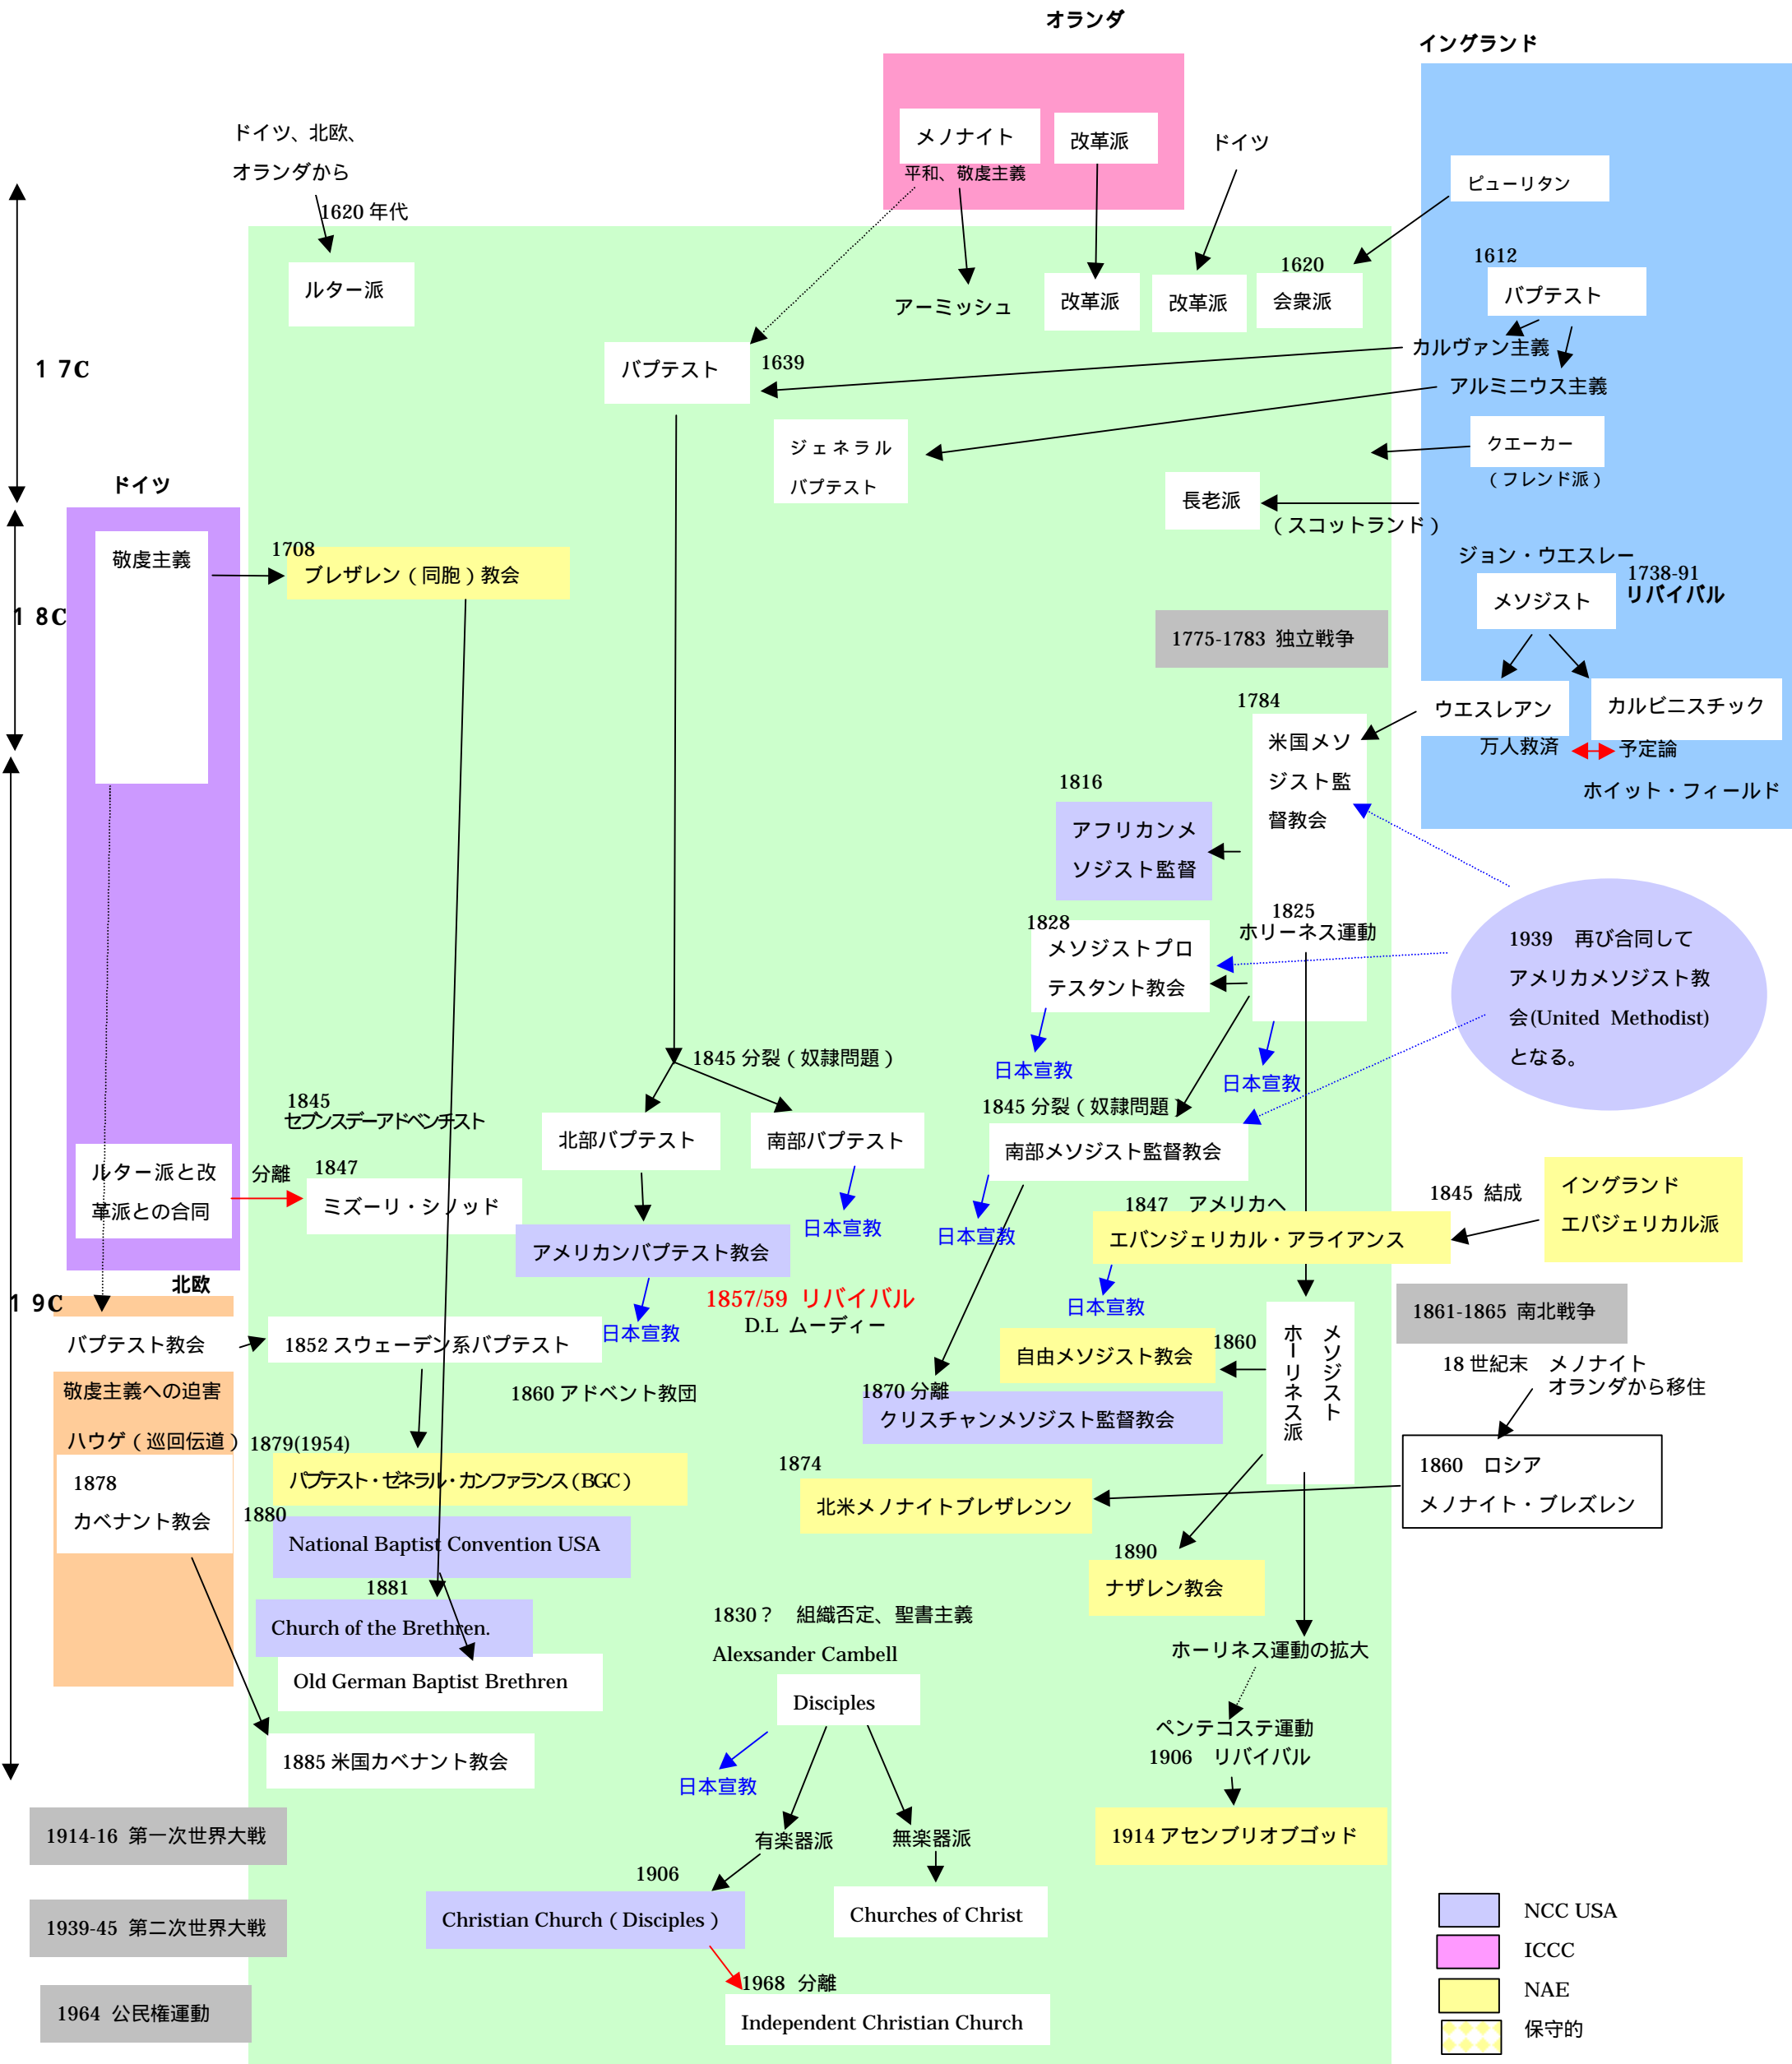 オランダ
イングランド
ドイツ、北欧、
オランダから
1620 年代
メノナイト
平和、敬虔主義
改革派
ドイツ
ピューリタン
ルター派
アーミッシュ
改革派
改革派
1620
会衆派
1612
バプテスト
カルヴァン主義
アルミニウス主義
１７C
バプテスト
1639
ジェネラル
バプテスト
クエーカー
（フレンド派）
長老派
（スコットランド）
ドイツ
敬虔主義
1708
ブレザレン（同胞）教会
１８C
ジョン・ウエスレー
1738-91
リバイバル
メソジスト
1775-1783 独立戦争
ウエスレアン
カルビニスチック
万人救済
予定論
ホイット・フィールド
1784
米国メソ
ジスト監
督教会
1816
アフリカンメ
ソジスト監督
1825
ホリーネス運動
1828
メソジストプロ
テスタント教会
日本宣教
日本宣教
1939　再び合同して
アメリカメソジスト教
会(United Methodist)
となる。
1845 分裂（奴隷問題）
1845
セブンスデーアドベンチスト
北部バプテスト
南部バプテスト
1845 分裂（奴隷問題
南部メソジスト監督教会
ルター派と改
革派との合同
分離
1847
ミズーリ・シノッド
日本宣教
日本宣教
アメリカンバプテスト教会
日本宣教
1847　アメリカへ
エバンジェリカル・アライアンス
日本宣教
1845 結成
イングランド
エバジェリカル派
１９C
北欧
バプテスト教会
1852 スウェーデン系バプテスト
1857/59 リバイバル
D.L ムーディー
1861-1865 南北戦争
自由メソジスト教会
1860
メソジスト
ホーリネス派
18 世紀末　メノナイト
オランダから移住
敬虔主義への迫害
ハウゲ（巡回伝道）
1860 アドベント教団
1870 分離
クリスチャンメソジスト監督教会
1879(1954)
バプテスト・ゼネラル・カンファランス（BGC）
1878
カベナント教会
1874
北米メノナイトブレザレンン
1860　ロシア
メノナイト・ブレズレン
1880
National Baptist Convention USA
1890
ナザレン教会
1881
Church of the Brethren.
Old German Baptist Brethren
1830？　組織否定、聖書主義
Alexsander Cambell
Disciples
ホーリネス運動の拡大
ペンテコステ運動
1906　リバイバル
1885 米国カベナント教会
日本宣教
有楽器派
無楽器派
1914-16 第一次世界大戦
1914 アセンブリオブゴッド
1906
Christian Church（Disciples）
Churches of Christ
1939-45 第二次世界大戦
1968 分離
Independent Christian Church
1964 公民権運動
NCC USA
ICCC
NAE
保守的